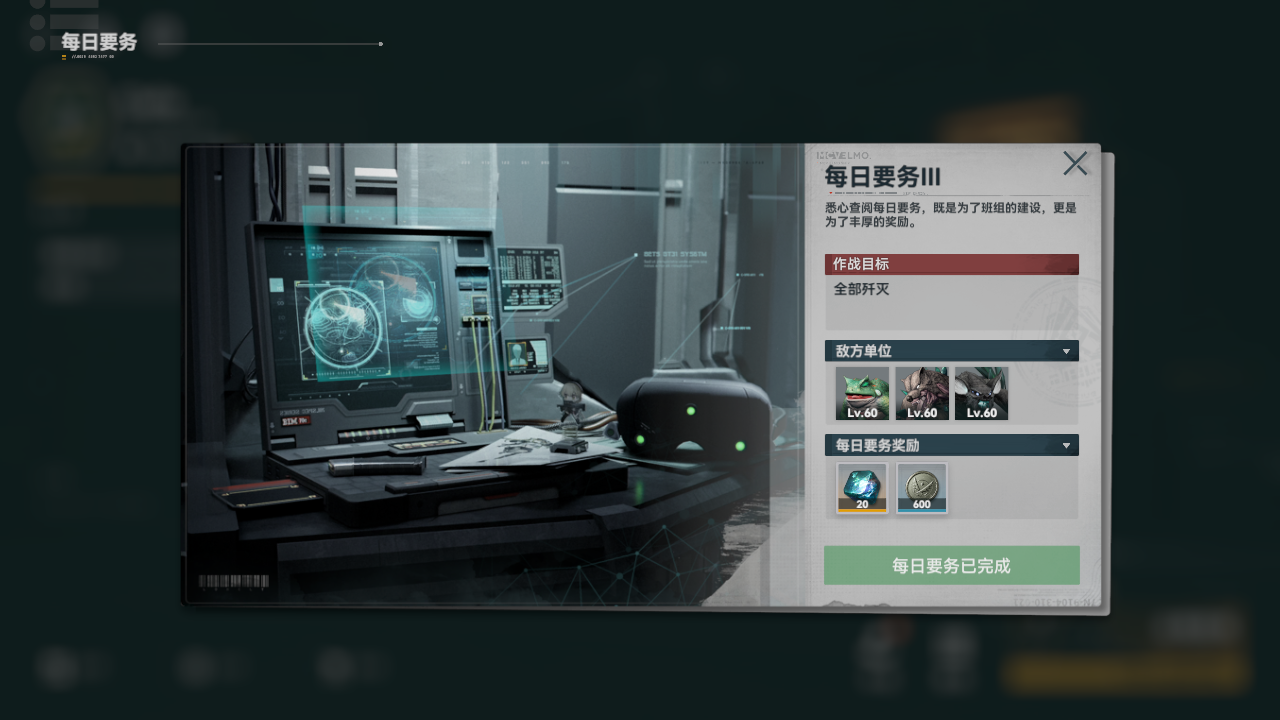 每日要务
每日要务III
悉心查阅每日要务，既是为了班组的建设，更是
为了丰厚的奖励。
作战目标
全部歼灭
敌方单位
Lv.60 Lv.60 Lv.60
每日要务奖励
20 600
每日要务已完成